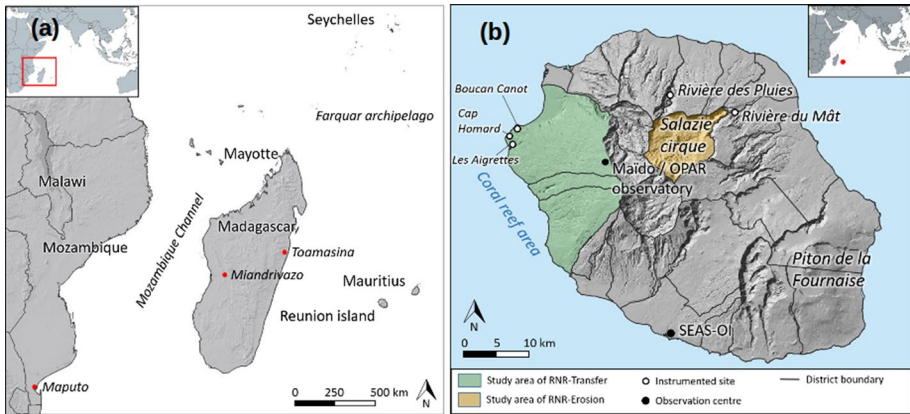 (a)
Seychelles
Farquar archipelago
Mayotte
Malawi
Mozambique
Mozambique Channel
Madagascar
Toamasina
Miandrivazo
Mauritius
Reunion island
Maputo
0 250 500 km
N
(b)
Boucan Canot
Cap
Homard
Les Aigrettes
Rivière des Pluies
Rivière du Mât
Salazie
cirque
Maïdo / OPAR
observatory
Coral reef area
Piton de la
Fournaise
SEAS-OI
N
0 5 10 km
Study area of RNR-Transfer
Instrumented site
District boundary
Study area of RNR-Erosion
Observation centre